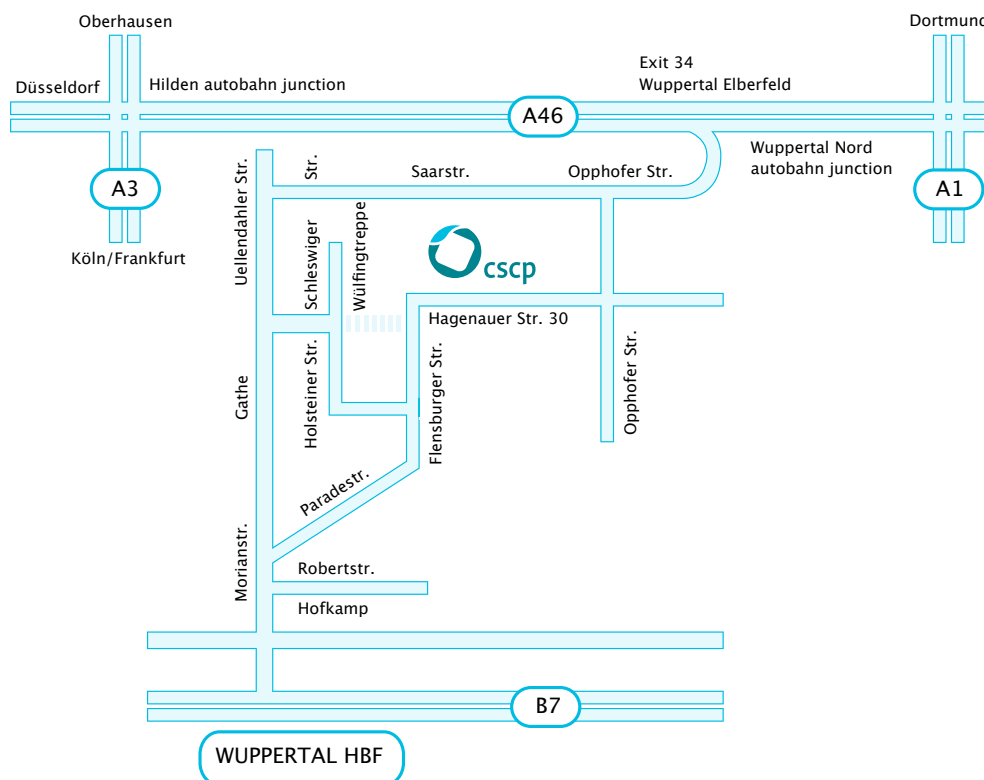 Oberhausen
Dortmund
Düsseldorf
Hilden autobahn junction
Exit 34
Wuppertal Elberfeld
A46
Wuppertal Nord
autobahn junction
A3
A1
Köln/Frankfurt
Uellendahler Str.
Schleswiger Str.
Saarstr.
Opphofer Str.
Wülfingtreppe
cscp
Hagenauer Str. 30
Gathe
Holsteiner Str.
Flensburger Str.
Opphofer Str.
Paradestr.
Morianstr.
Robertstr.
Hofkamp
B7
WUPPERTAL HBF